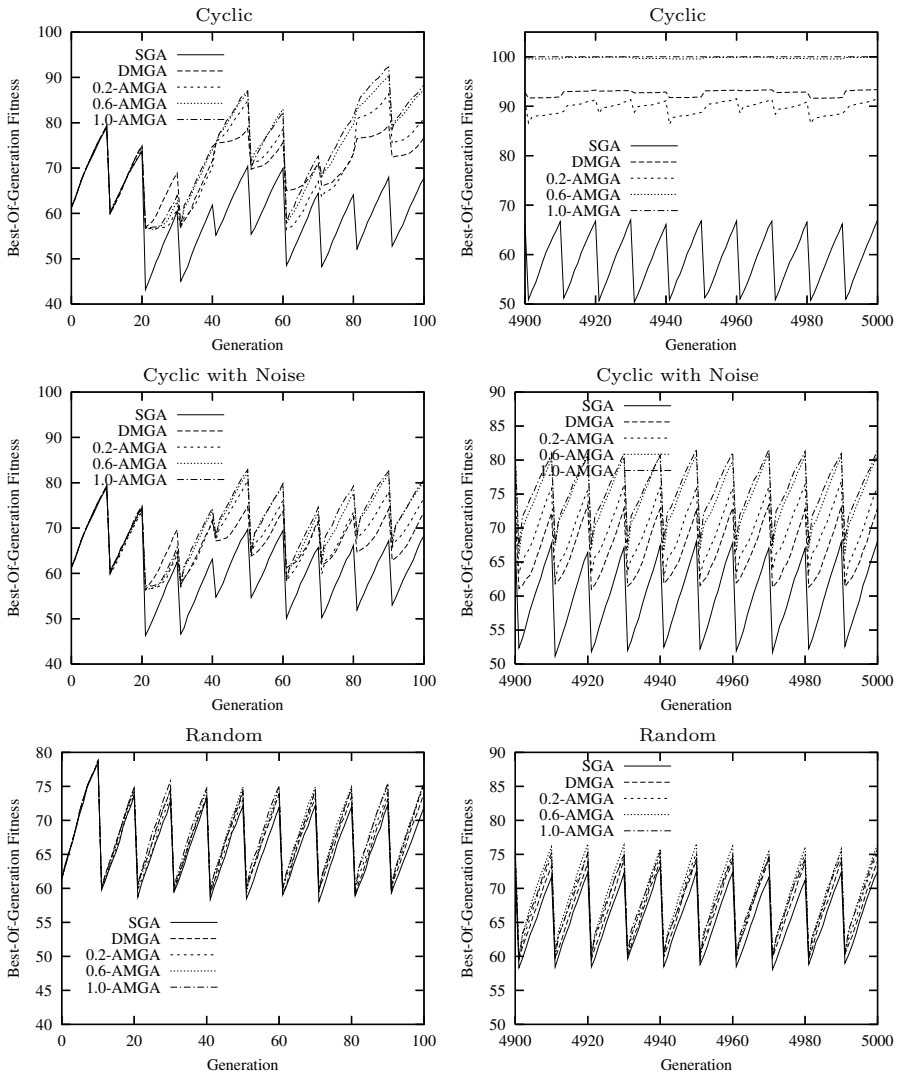 Cyclic
Best-Of-Generation Fitness
100
90
80
70
60
50
40
SGA
DMGA
0.2-AMGA
0.6-AMGA
1.0-AMGA
0 20 40 60 80 100
Generation
Cyclic
Best-Of-Generation Fitness
100
90
80
70
60
50
SGA
DMGA
0.2-AMGA
0.6-AMGA
1.0-AMGA
4900 4920 4940 4960 4980 5000
Generation
Cyclic with Noise
Best-Of-Generation Fitness
100
90
80
70
60
50
40
SGA
DMGA
0.2-AMGA
0.6-AMGA
1.0-AMGA
0 20 40 60 80 100
Generation
Cyclic with Noise
Best-Of-Generation Fitness
90
85
80
75
70
65
60
55
50
SGA
DMGA
0.2-AMGA
0.6-AMGA
1.0-AMGA
4900 4920 4940 4960 4980 5000
Generation
Random
Best-Of-Generation Fitness
80
75
70
65
60
55
50
45
40
SGA
DMGA
0.2-AMGA
0.6-AMGA
1.0-AMGA
0 20 40 60 80 100
Generation
Random
Best-Of-Generation Fitness
90
85
80
75
70
65
60
55
50
SGA
DMGA
0.2-AMGA
0.6-AMGA
1.0-AMGA
4900 4920 4940 4960 4980 5000
Generation